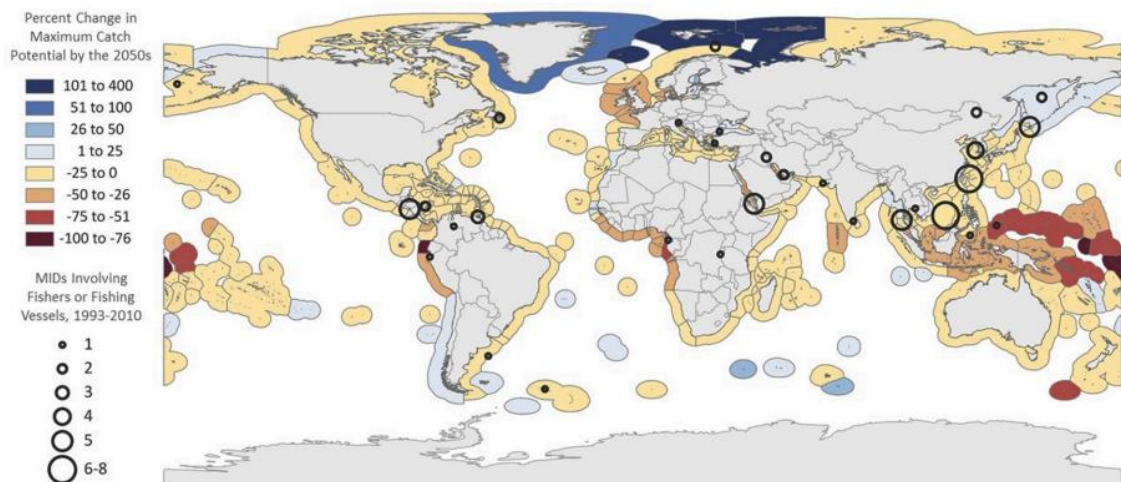 Percent Change in
Maximum Catch
Potential by the 2050s
101 to 400
51 to 100
26 to 50
1 to 25
-25 to 0
-50 to -26
-75 to -51
-100 to -76
MIDs Involving
Fishers or Fishing
Vessels, 1993-2010
1
2
3
4
5
6-8